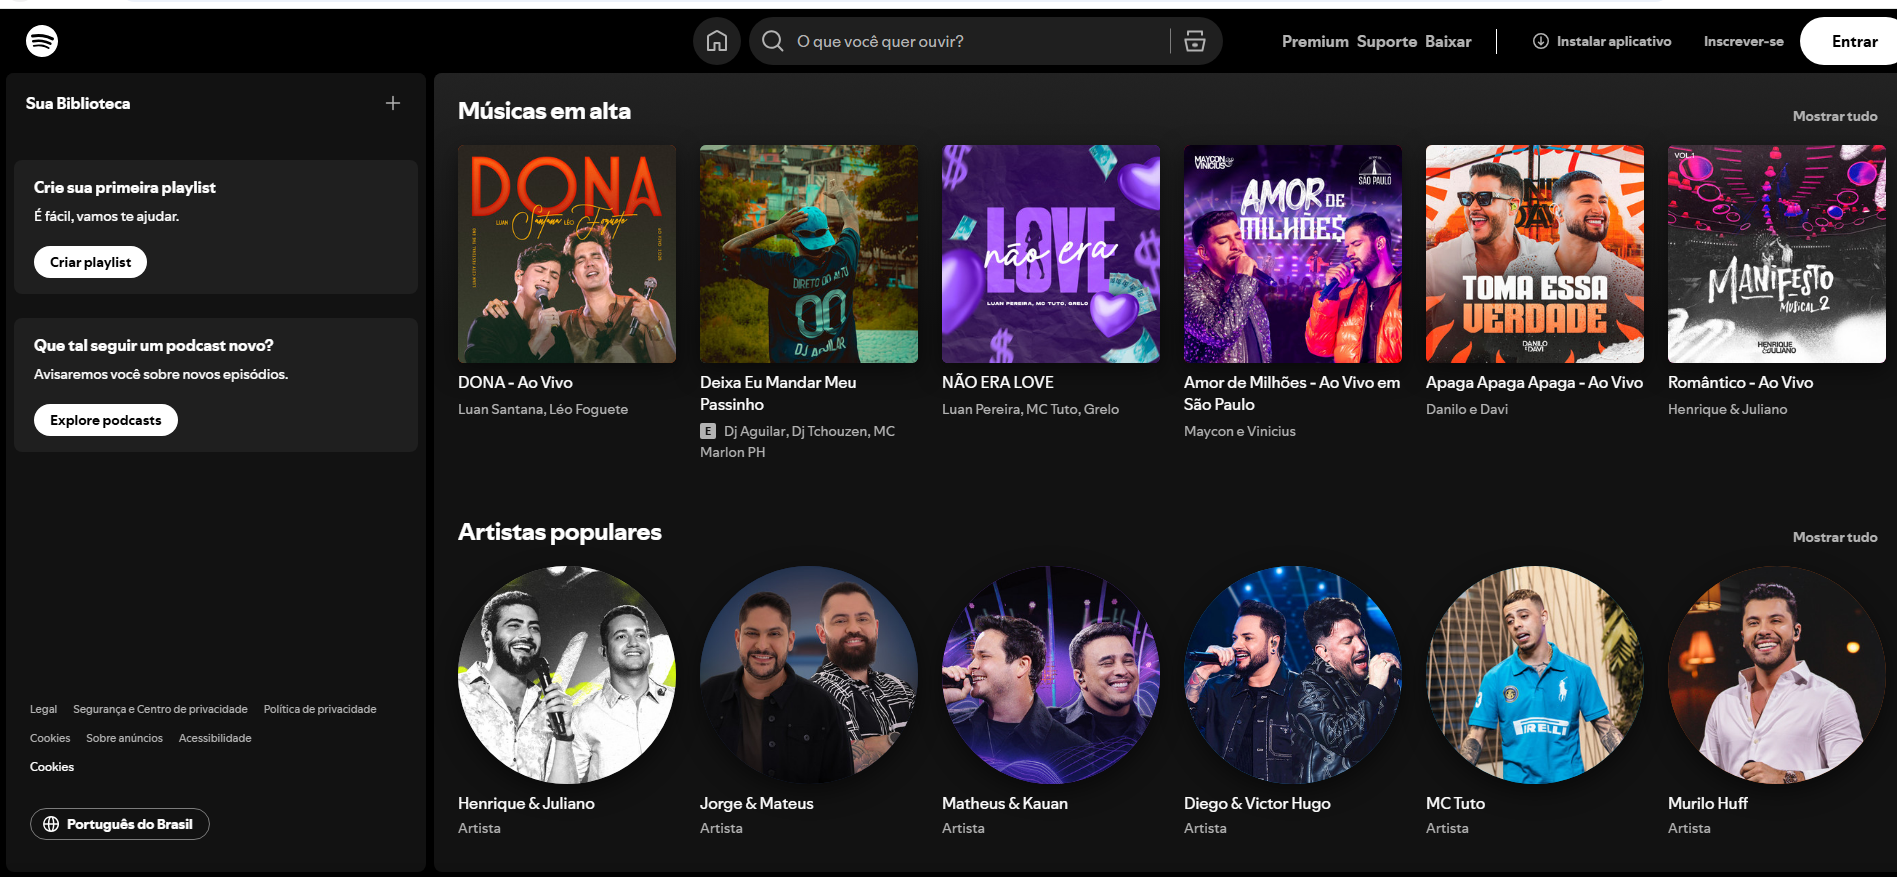 O que você quer ouvir?
Premium Suporte Baixar
Instalar aplicativo
Inscrever-se
Entrar
Sua Biblioteca
Crie sua primeira playlist
É fácil, vamos te ajudar.
Criar playlist
Que tal seguir um podcast novo?
Avisaremos você sobre novos episódios.
Explore podcasts
Legal Segurança e Centro de privacidade Política de privacidade
Cookies Sobre anúncios Acessibilidade
Cookies
Português do Brasil
Músicas em alta
Mostrar tudo
DONA
LUAN Santana LÉO Foguete
DONA - Ao Vivo
Luan Santana, Léo Foguete
DIRETO DO ALTO
00
DJ AGUILAR
Deixa Eu Mandar Meu
Passinho
E Dj Aguilar, Dj Tchouzen, MC
Marlon PH
LOVE
não era
LUAN PEREIRA, MC TUTO, GRELO
NÃO ERA LOVE
Luan Pereira, MC Tuto, Grelo
MAYCON
VINICIUS
SÃO PAULO
AMOR DE
MILHÕE$
Amor de Milhões - Ao Vivo em
São Paulo
Maycon e Vinicius
TOMA ESSA
VERDADE
DANILO
E DAVI
Apaga Apaga Apaga - Ao Vivo
Danilo e Davi
VOL.1
MANIFESTO
MUSICAL 2
HENRIQUE
&JULIANO
Romântico - Ao Vivo
Henrique & Juliano
Artistas populares
Mostrar tudo
Henrique & Juliano
Artista
Jorge & Mateus
Artista
Matheus & Kauan
Artista
Diego & Victor Hugo
Artista
PIRELLI
MC Tuto
Artista
Murilo Huff
Artista